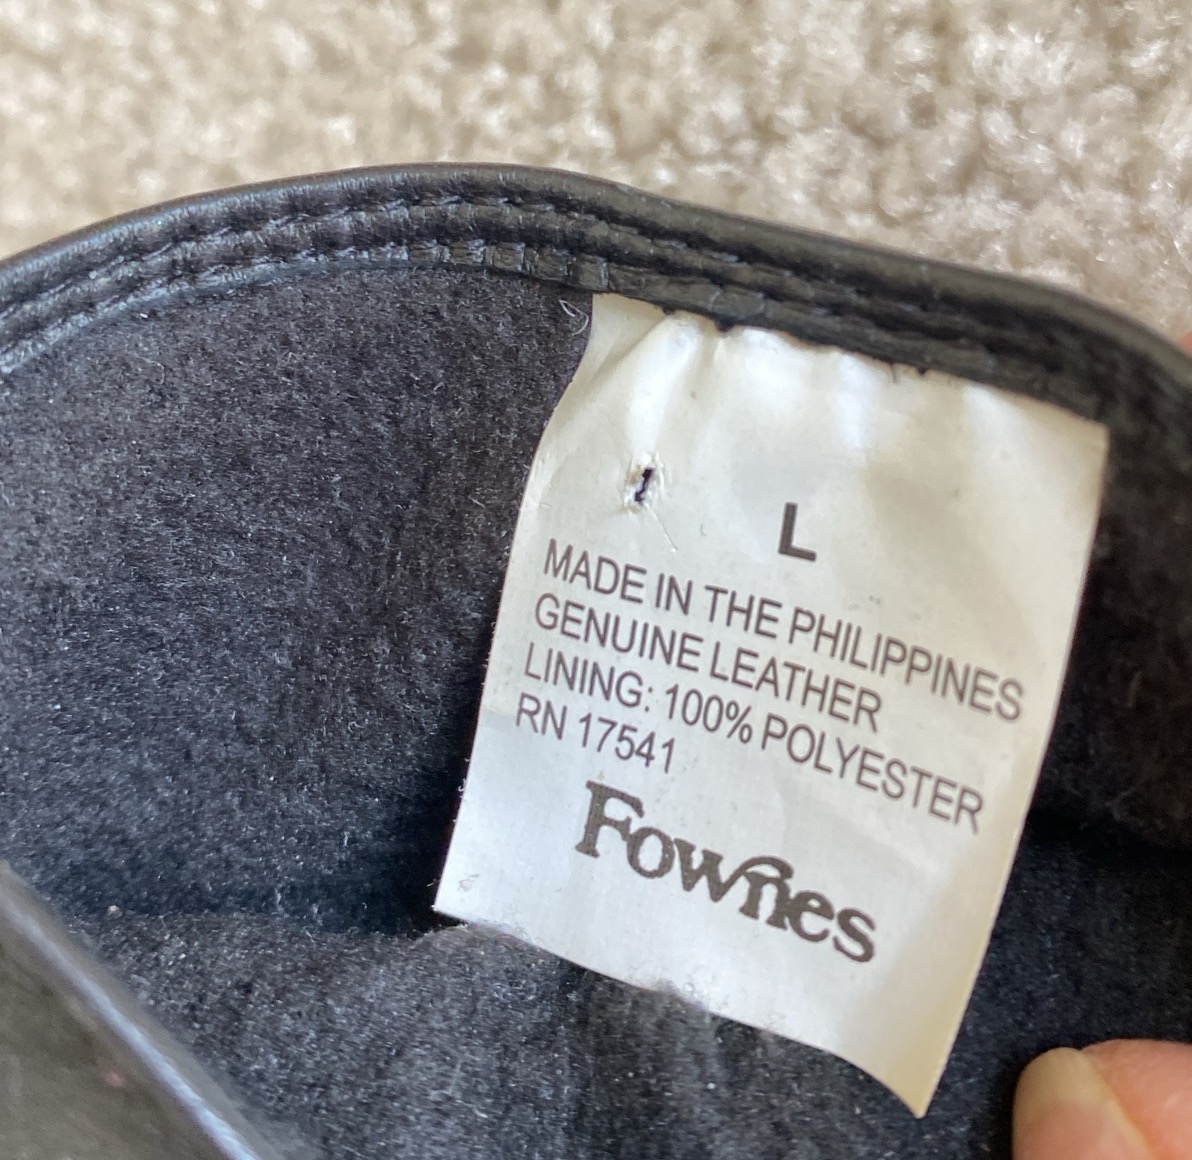 L
MADE IN THE PHILIPPINES
GENUINE LEATHER
LINING: 100% POLYESTER
RN 17541
Fownes